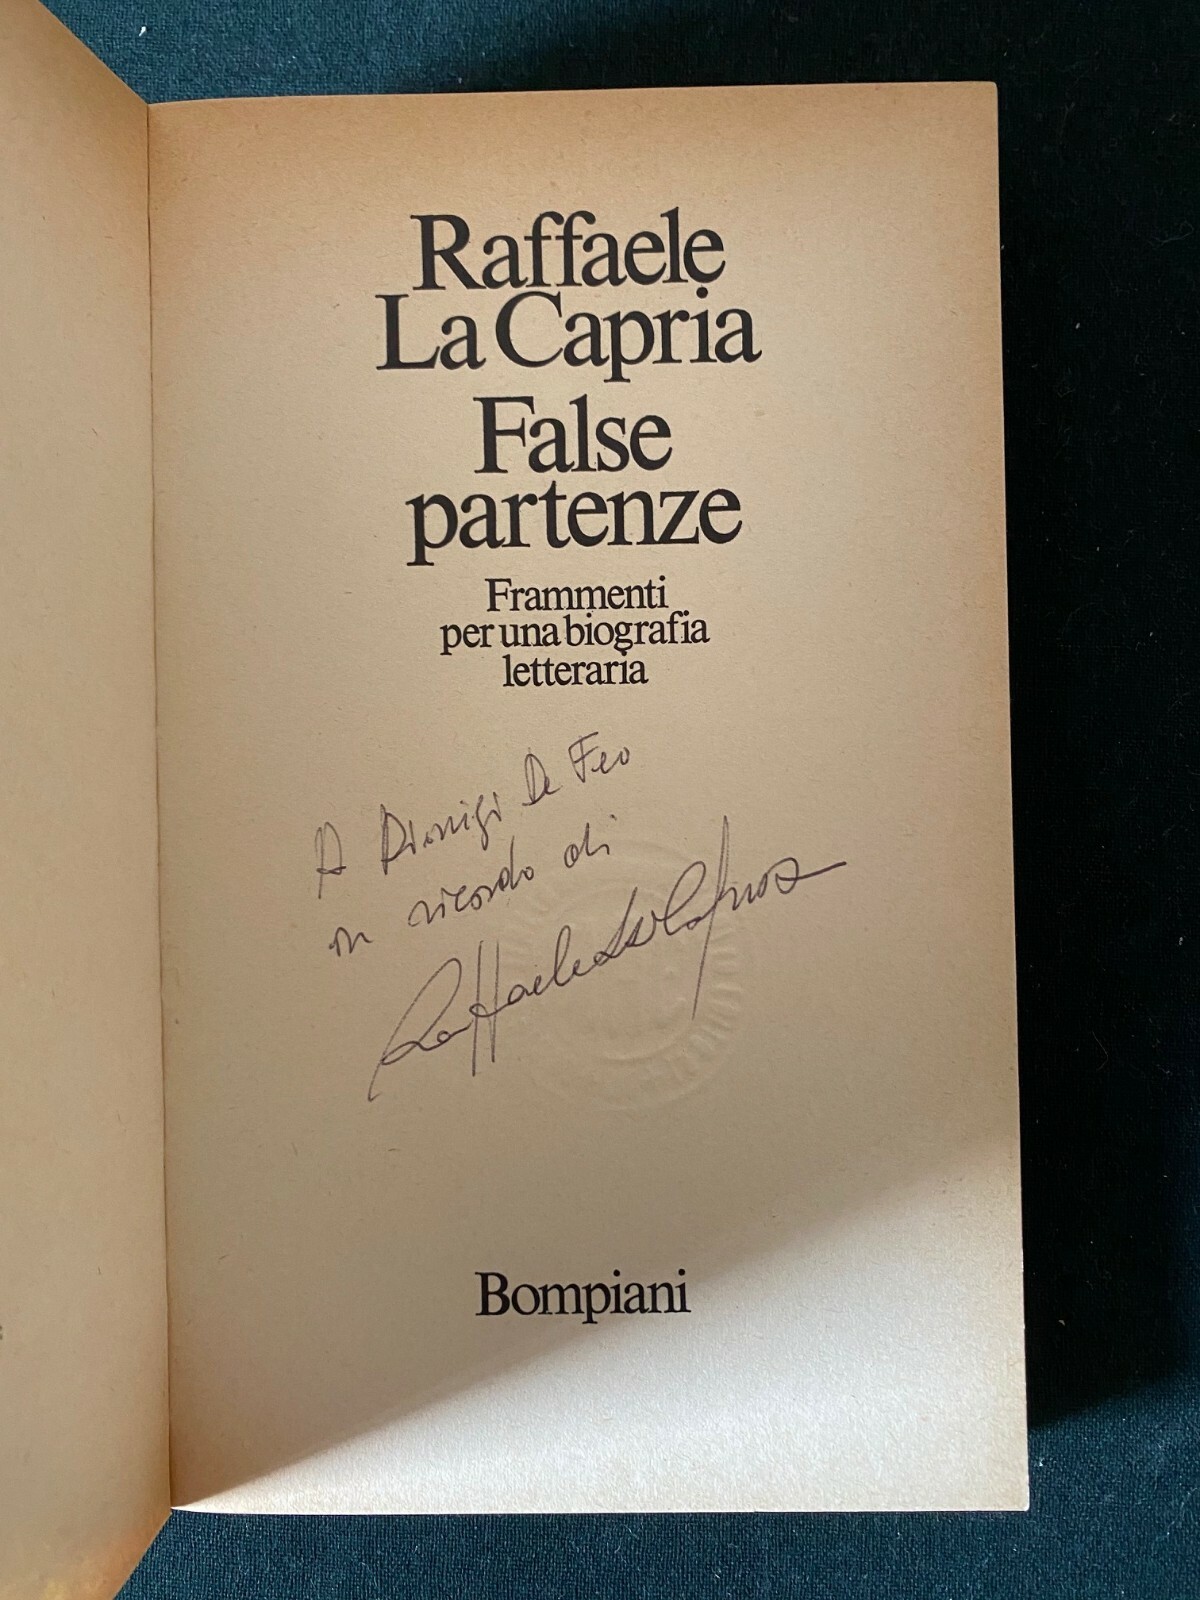 Raffaele
La Capria
False
partenze
Frammenti
per una biografia
letteraria
A Dionigi De Feo
in ricordo di
Raffaele La Capria
Bompiani